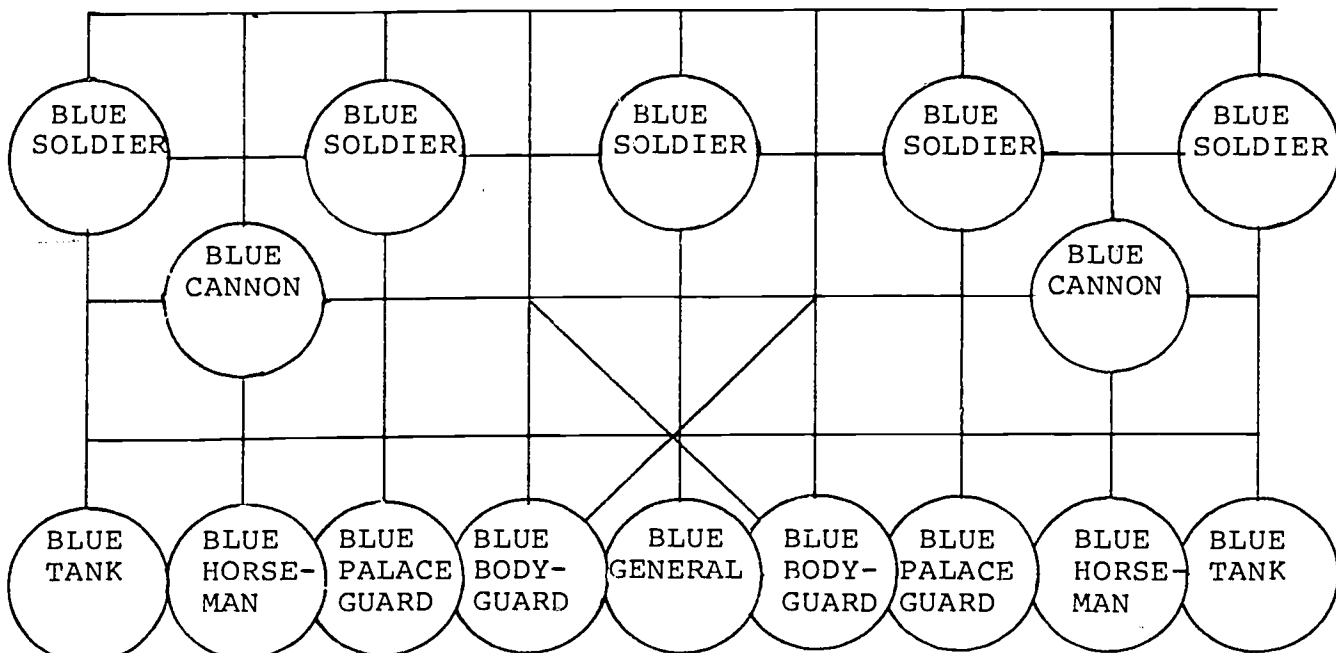 BLUE
SOLDIER
BLUE
SOLDIER
BLUE
SOLDIER
BLUE
SOLDIER
BLUE
SOLDIER
BLUE
CANNON
BLUE
CANNON
BLUE
TANK
BLUE
HORSE-
MAN
BLUE
PALACE
GUARD
BLUE
BODY-
GUARD
BLUE
GENERAL
BLUE
BODY-
GUARD
BLUE
PALACE
GUARD
BLUE
HORSE-
MAN
BLUE
TANK